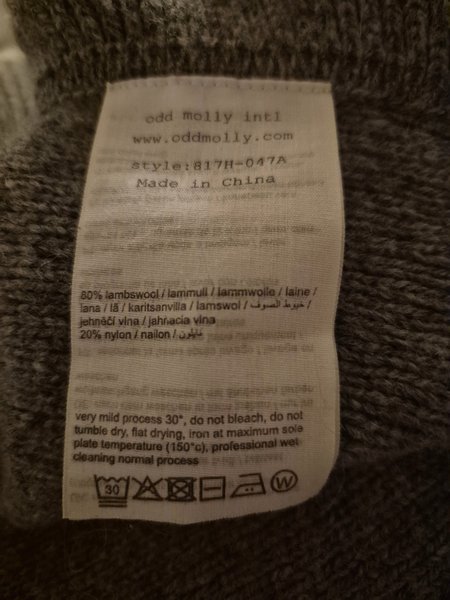 odd molly intl
www.oddmolly.com
style:817H-047A
Made in China
80% lambswool / lammull / lammwolle / laine /
lana / lã / karitsanvilla / lamswol / خيوط الصوف /
jehněčí vlna / jahňacia vlna
20% nylon / nailon / نايلون
very mild process 30°, do not bleach, do not
tumble dry, flat drying, iron at maximum sole
plate temperature (150°c), professional wet
cleaning normal process
30 W